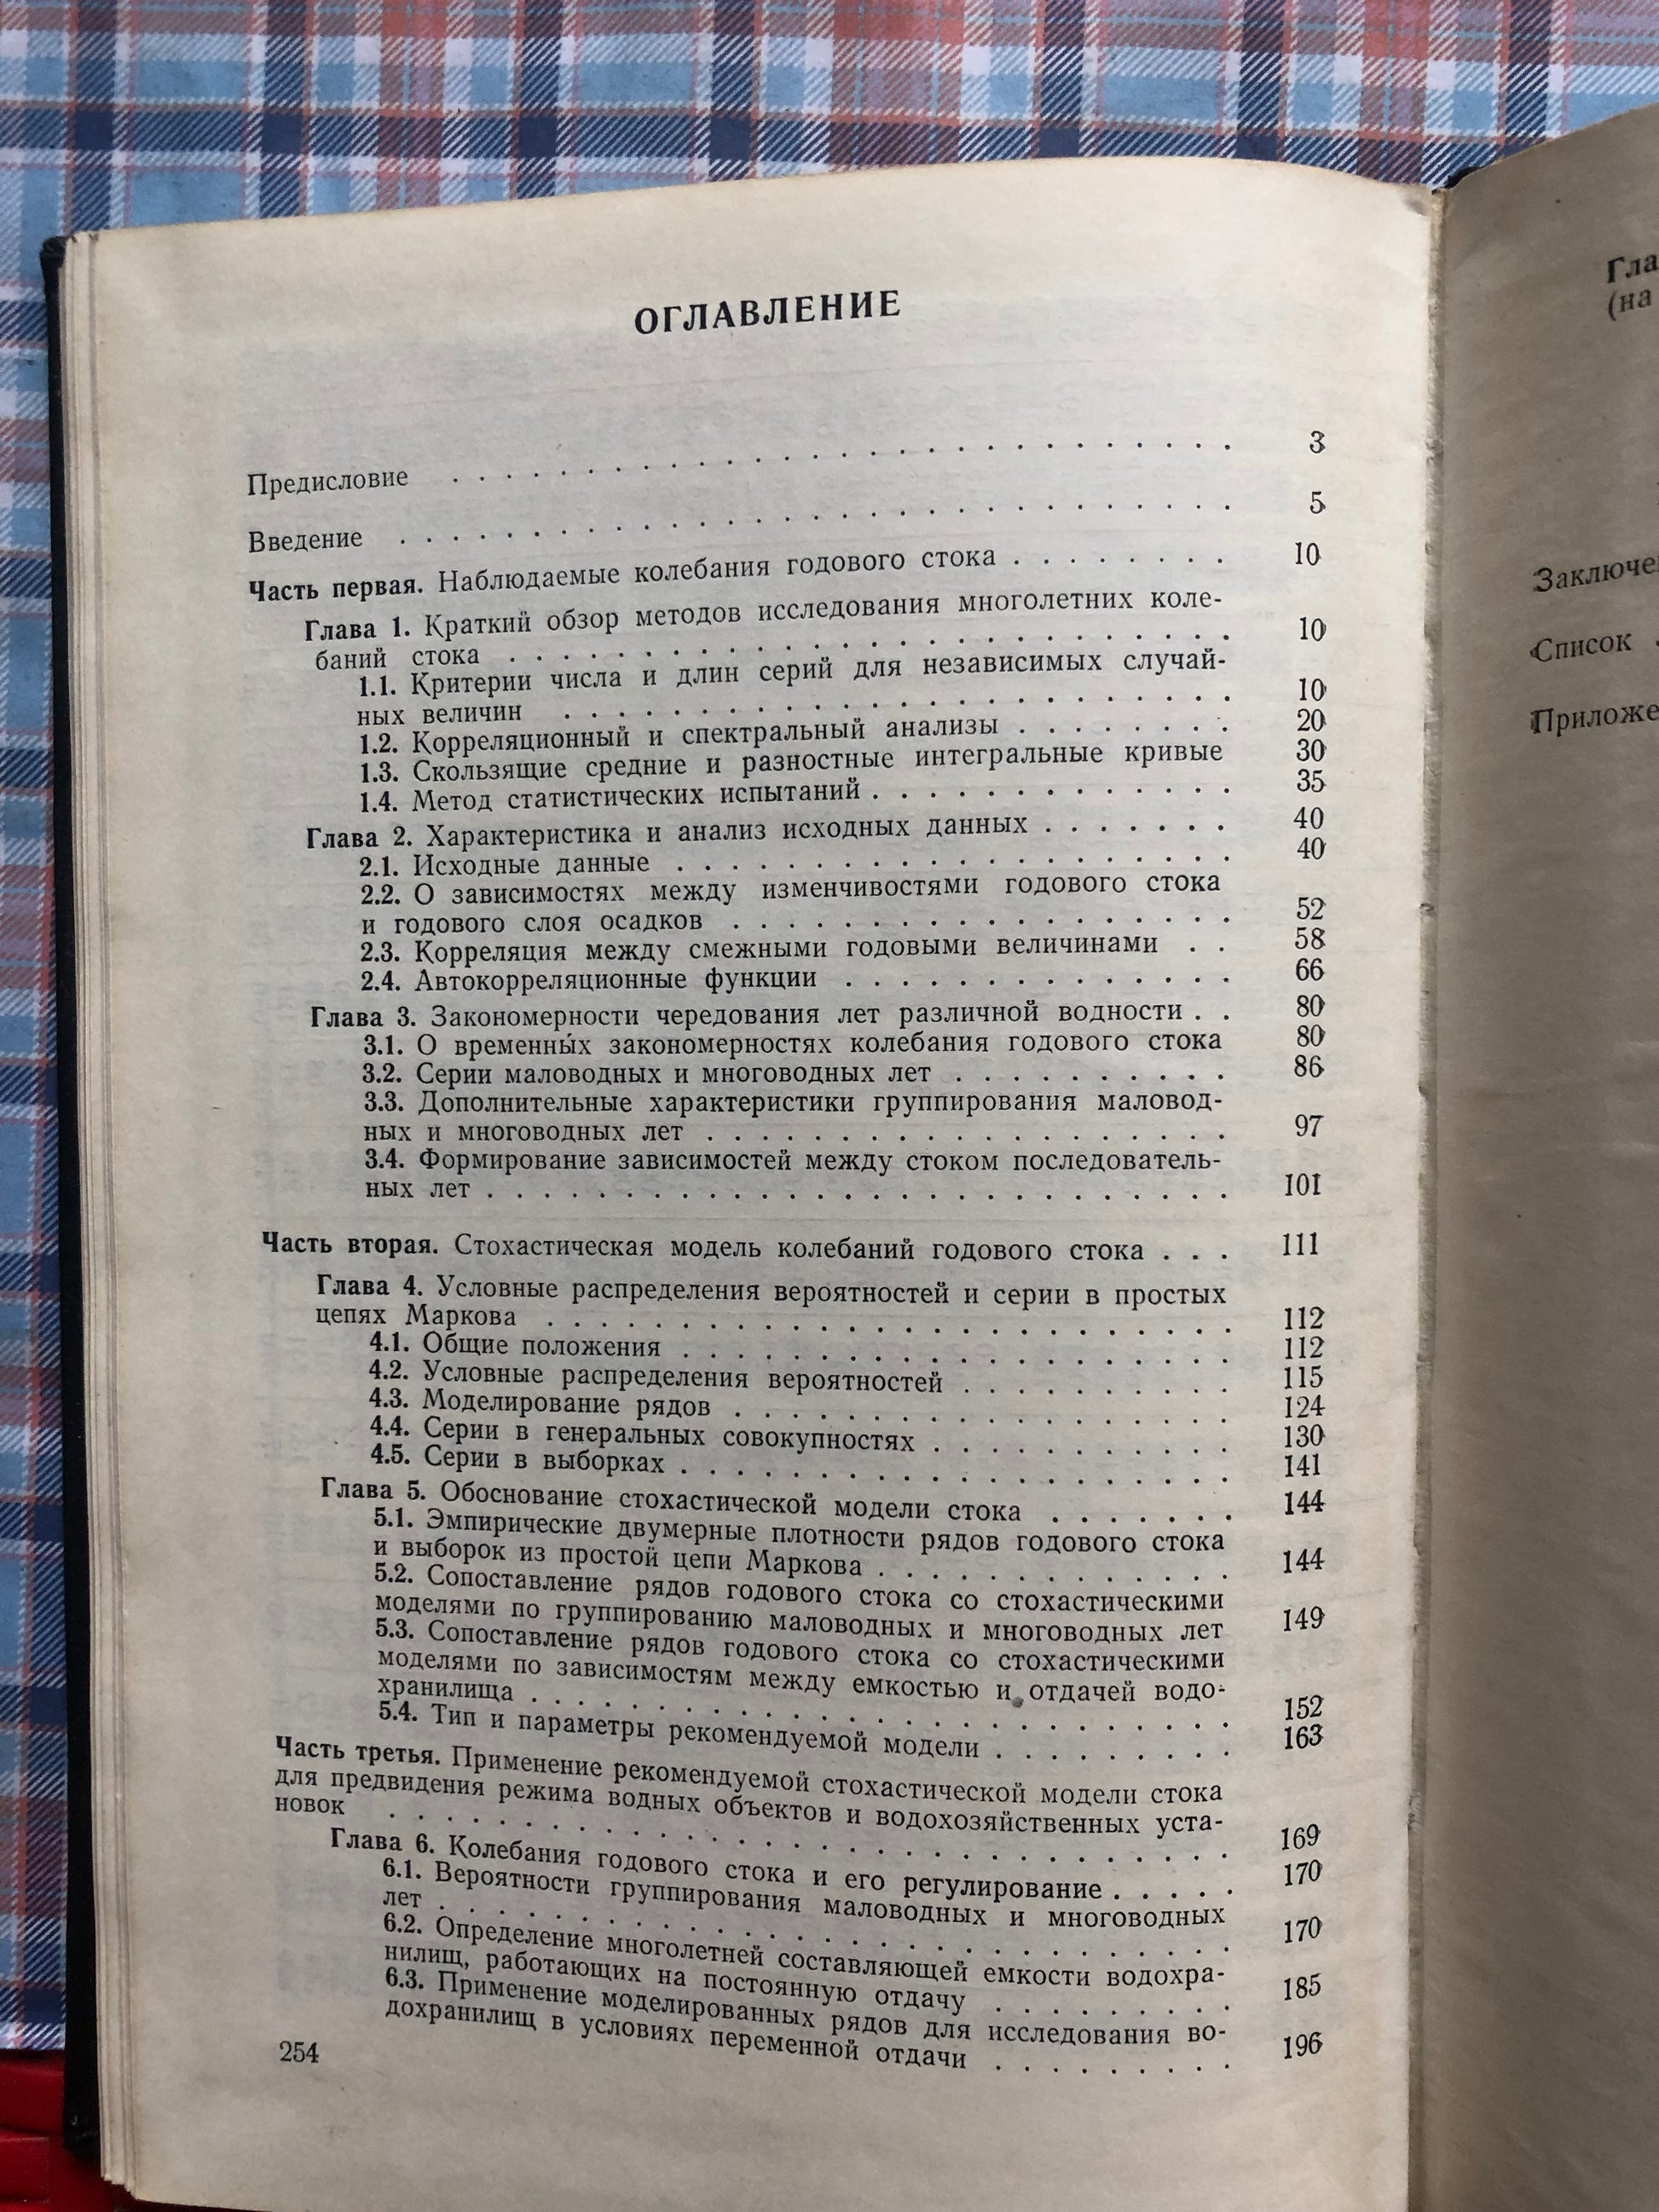 ОГЛАВЛЕНИЕ
Предисловие . . . . . . . . . . . . . . . . . . . . . . . . . . . . . . 3
Введение . . . . . . . . . . . . . . . . . . . . . . . . . . . . . . . . 5
Часть первая. Наблюдаемые колебания годового стока . . . . . . . . 10
Глава 1. Краткий обзор методов исследования многолетних коле-
баний стока . . . . . . . . . . . . . . . . . . . . . . . . . . . 10
1.1. Критерии числа и длин серий для независимых случай-
ных величин . . . . . . . . . . . . . . . . . . . . . . . . . 10
1.2. Корреляционный и спектральный анализы . . . . . . . . 20
1.3. Скользящие средние и разностные интегральные кривые 30
1.4. Метод статистических испытаний . . . . . . . . . . . . . 35
Глава 2. Характеристика и анализ исходных данных . . . . . . . 40
2.1. Исходные данные . . . . . . . . . . . . . . . . . . . . . 40
2.2. О зависимостях между изменчивостями годового стока
и годового слоя осадков . . . . . . . . . . . . . . . . . . . 52
2.3. Корреляция между смежными годовыми величинами . . 58
2.4. Автокорреляционные функции . . . . . . . . . . . . . . . 66
Глава 3. Закономерности чередования лет различной водности . . 80
3.1. О временны́х закономерностях колебания годового стока 80
3.2. Серии маловодных и многоводных лет . . . . . . . . . . 86
3.3. Дополнительные характеристики группирования маловод-
ных и многоводных лет . . . . . . . . . . . . . . . . . . . . 97
3.4. Формирование зависимостей между стоком последователь-
ных лет . . . . . . . . . . . . . . . . . . . . . . . . . . . . 101
Часть вторая. Стохастическая модель колебаний годового стока . . . 111
Глава 4. Условные распределения вероятностей и серии в простых
цепях Маркова . . . . . . . . . . . . . . . . . . . . . . . . . . 112
4.1. Общие положения . . . . . . . . . . . . . . . . . . . . . 112
4.2. Условные распределения вероятностей . . . . . . . . . . 115
4.3. Моделирование рядов . . . . . . . . . . . . . . . . . . . 124
4.4. Серии в генеральных совокупностях . . . . . . . . . . . 130
4.5. Серии в выборках . . . . . . . . . . . . . . . . . . . . . 141
Глава 5. Обоснование стохастической модели стока . . . . . . . 144
5.1. Эмпирические двумерные плотности рядов годового стока
и выборок из простой цепи Маркова . . . . . . . . . . . . . 144
5.2. Сопоставление рядов годового стока со стохастическими
моделями по группированию маловодных и многоводных лет 149
5.3. Сопоставление рядов годового стока со стохастическими
моделями по зависимостям между емкостью и отдачей водо-
хранилища . . . . . . . . . . . . . . . . . . . . . . . . . . 152
5.4. Тип и параметры рекомендуемой модели . . . . . . . . . 163
Часть третья. Применение рекомендуемой стохастической модели стока
для предвидения режима водных объектов и водохозяйственных уста-
новок . . . . . . . . . . . . . . . . . . . . . . . . . . . . . . . . 169
Глава 6. Колебания годового стока и его регулирование . . . . . 170
6.1. Вероятности группирования маловодных и многоводных
лет . . . . . . . . . . . . . . . . . . . . . . . . . . . . . . 170
6.2. Определение многолетней составляющей емкости водохра-
нилищ, работающих на постоянную отдачу . . . . . . . . . 185
6.3. Применение моделированных рядов для исследования во-
дохранилищ в условиях переменной отдачи . . . . . . . . . 196
254
Гла
(на
Заключе
Список .
Приложе